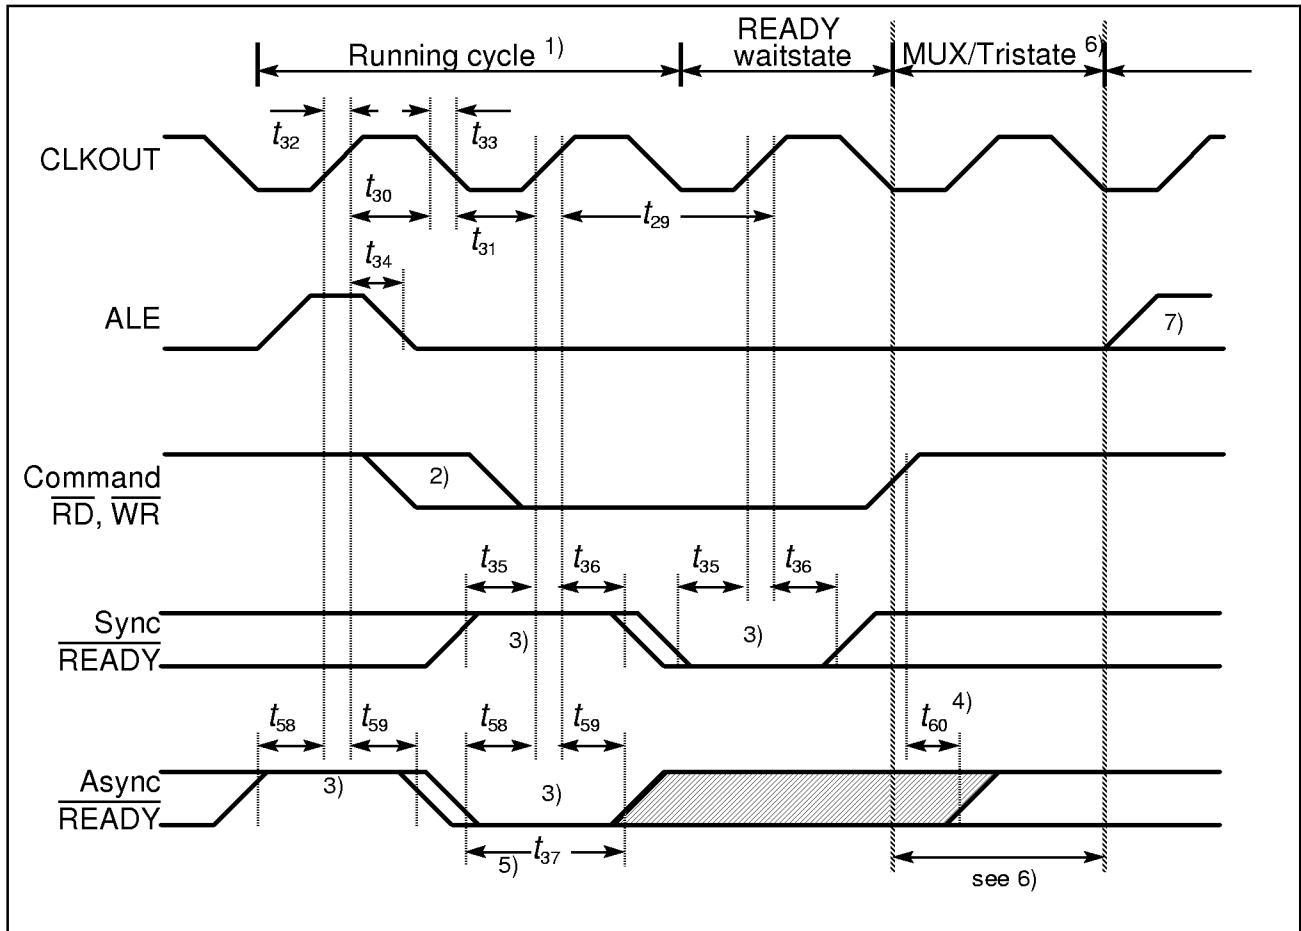 READY
Running cycle 1) waitstate MUX/Tristate 6)
t32 t33
CLKOUT
t30
t29
t31
t34
ALE
7)
Command
2)
RD, WR
t35 t36 t35 t36
Sync
3) 3)
READY
4)
t58 t59 t58 t59 t60
Async
3) 3)
READY
5) t37
see 6)